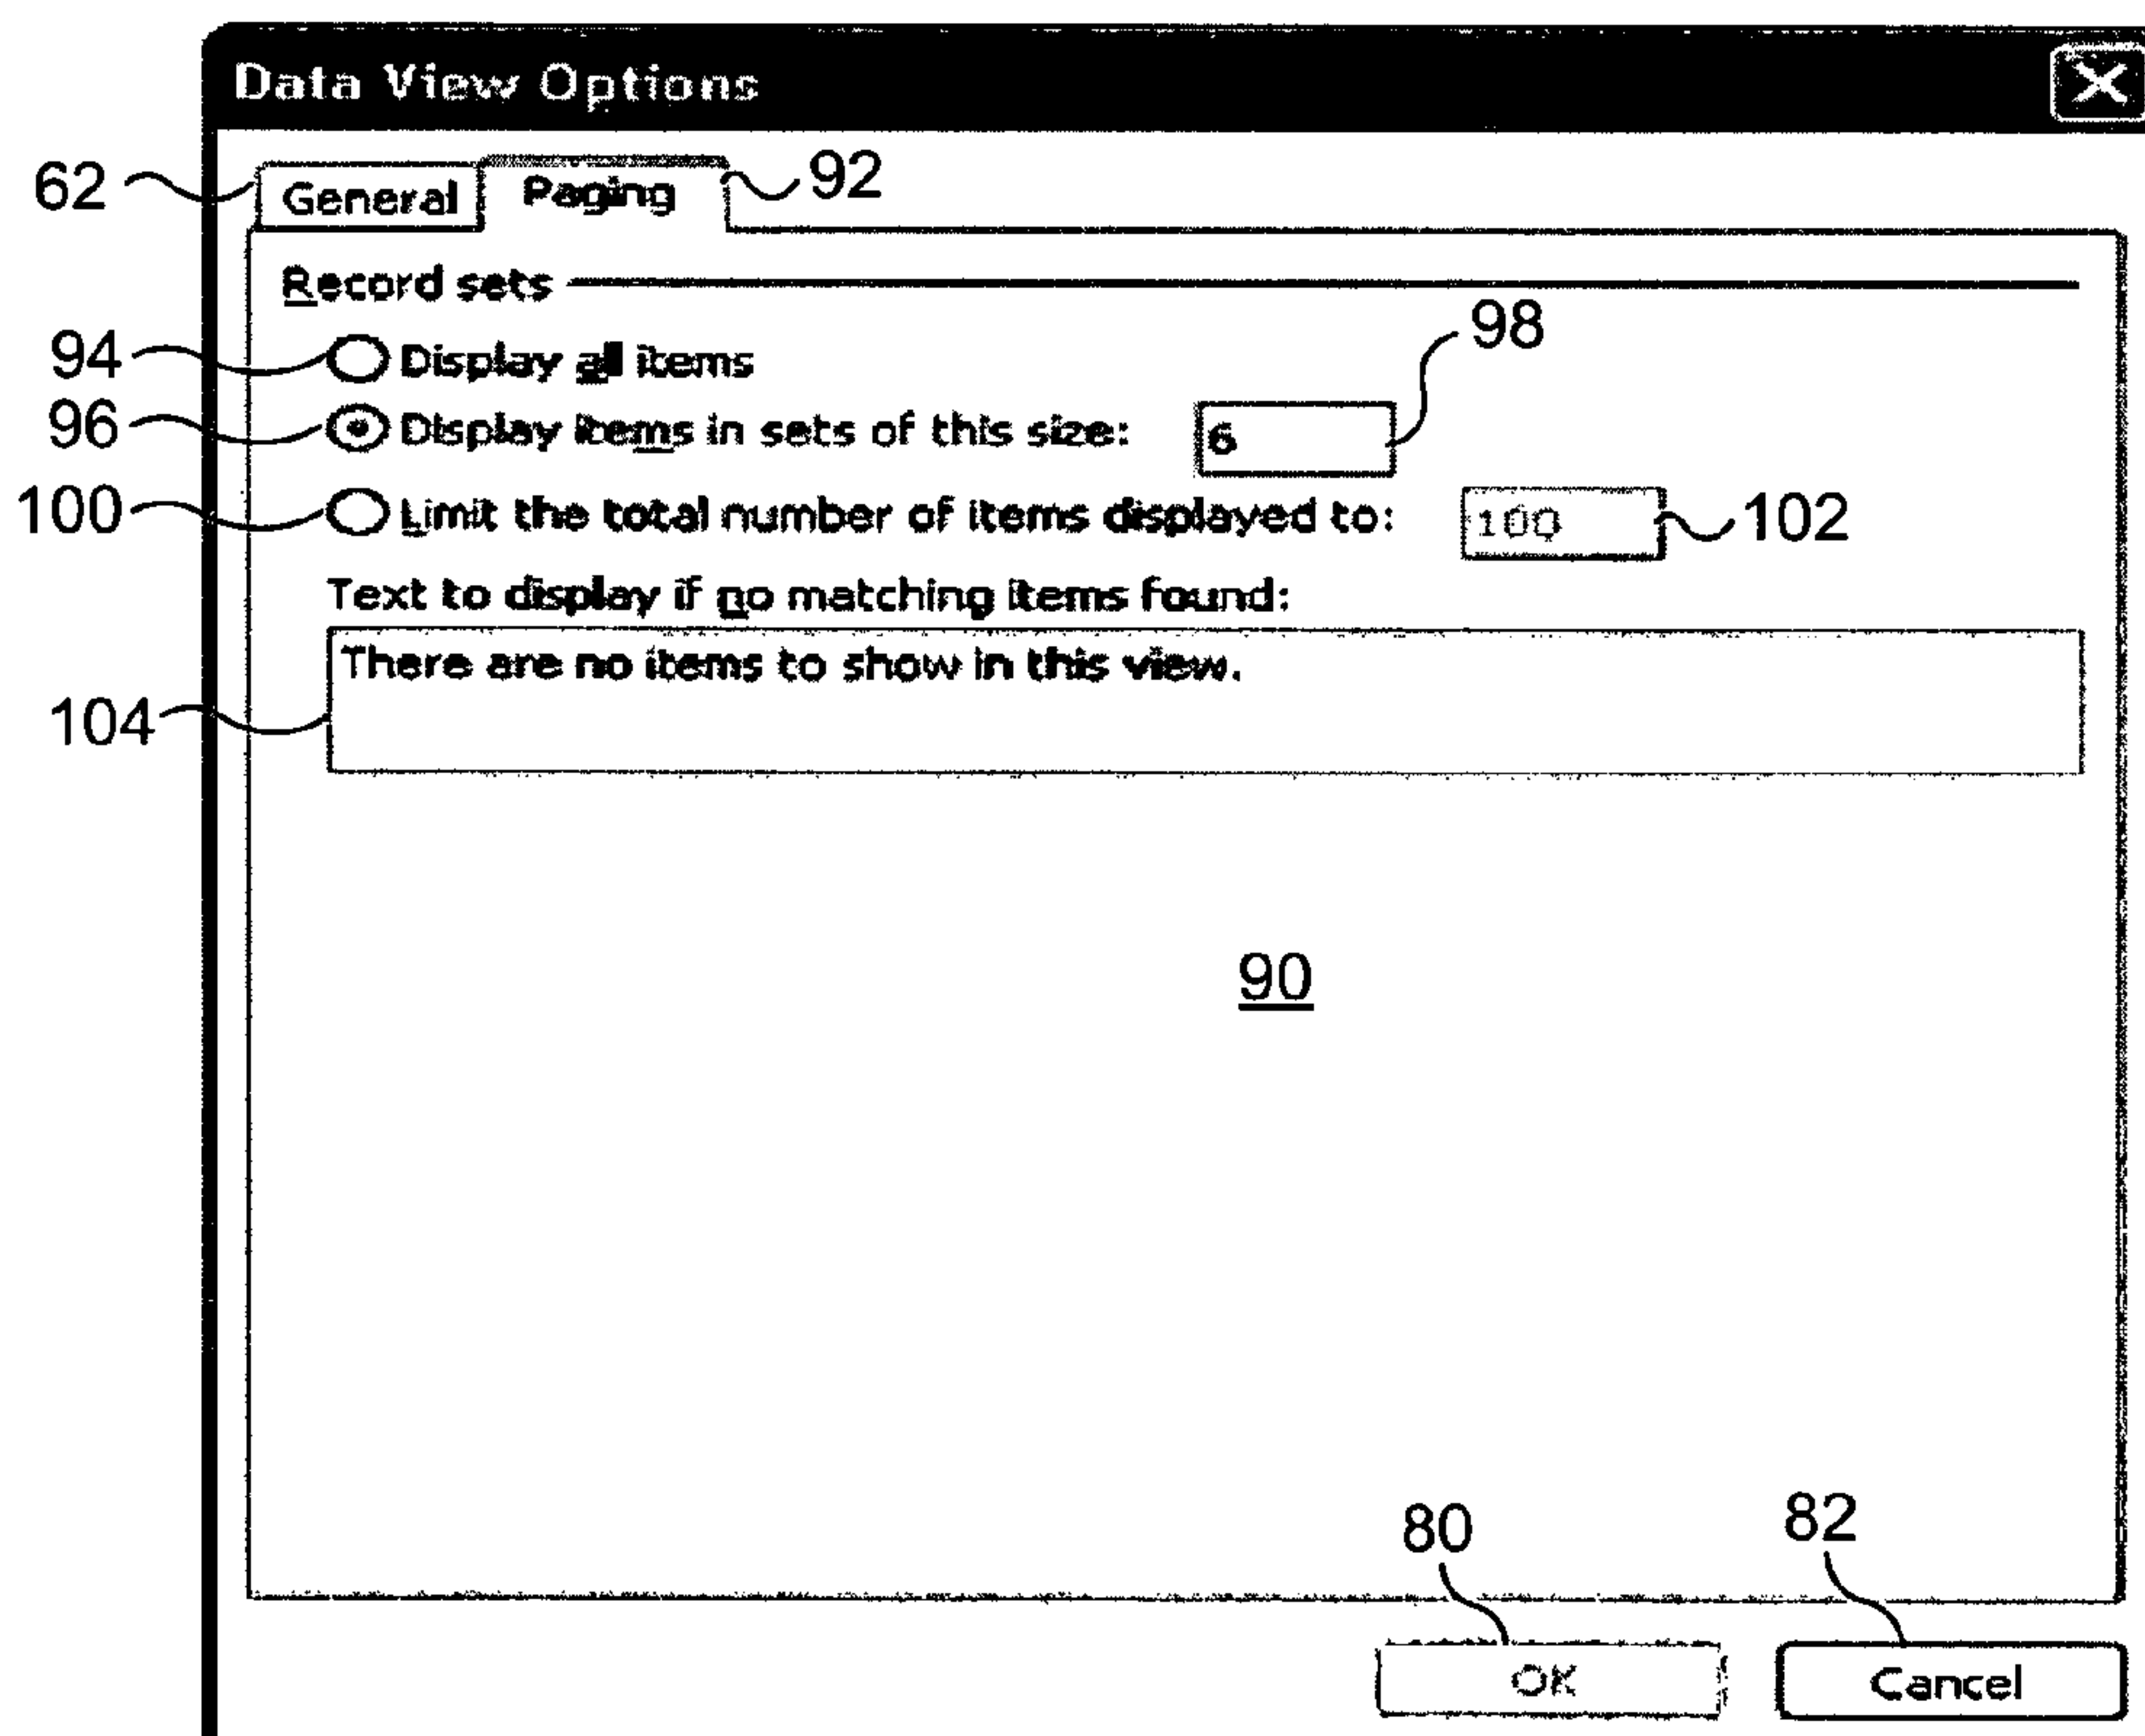 Data View Options
62 General Paging 92
Record sets
98
94 Display all items
96 Display items in sets of this size: 6
100 Limit the total number of items displayed to: 100 102
Text to display if no matching items found:
There are no items to show in this view.
104
90
80 82
OK Cancel